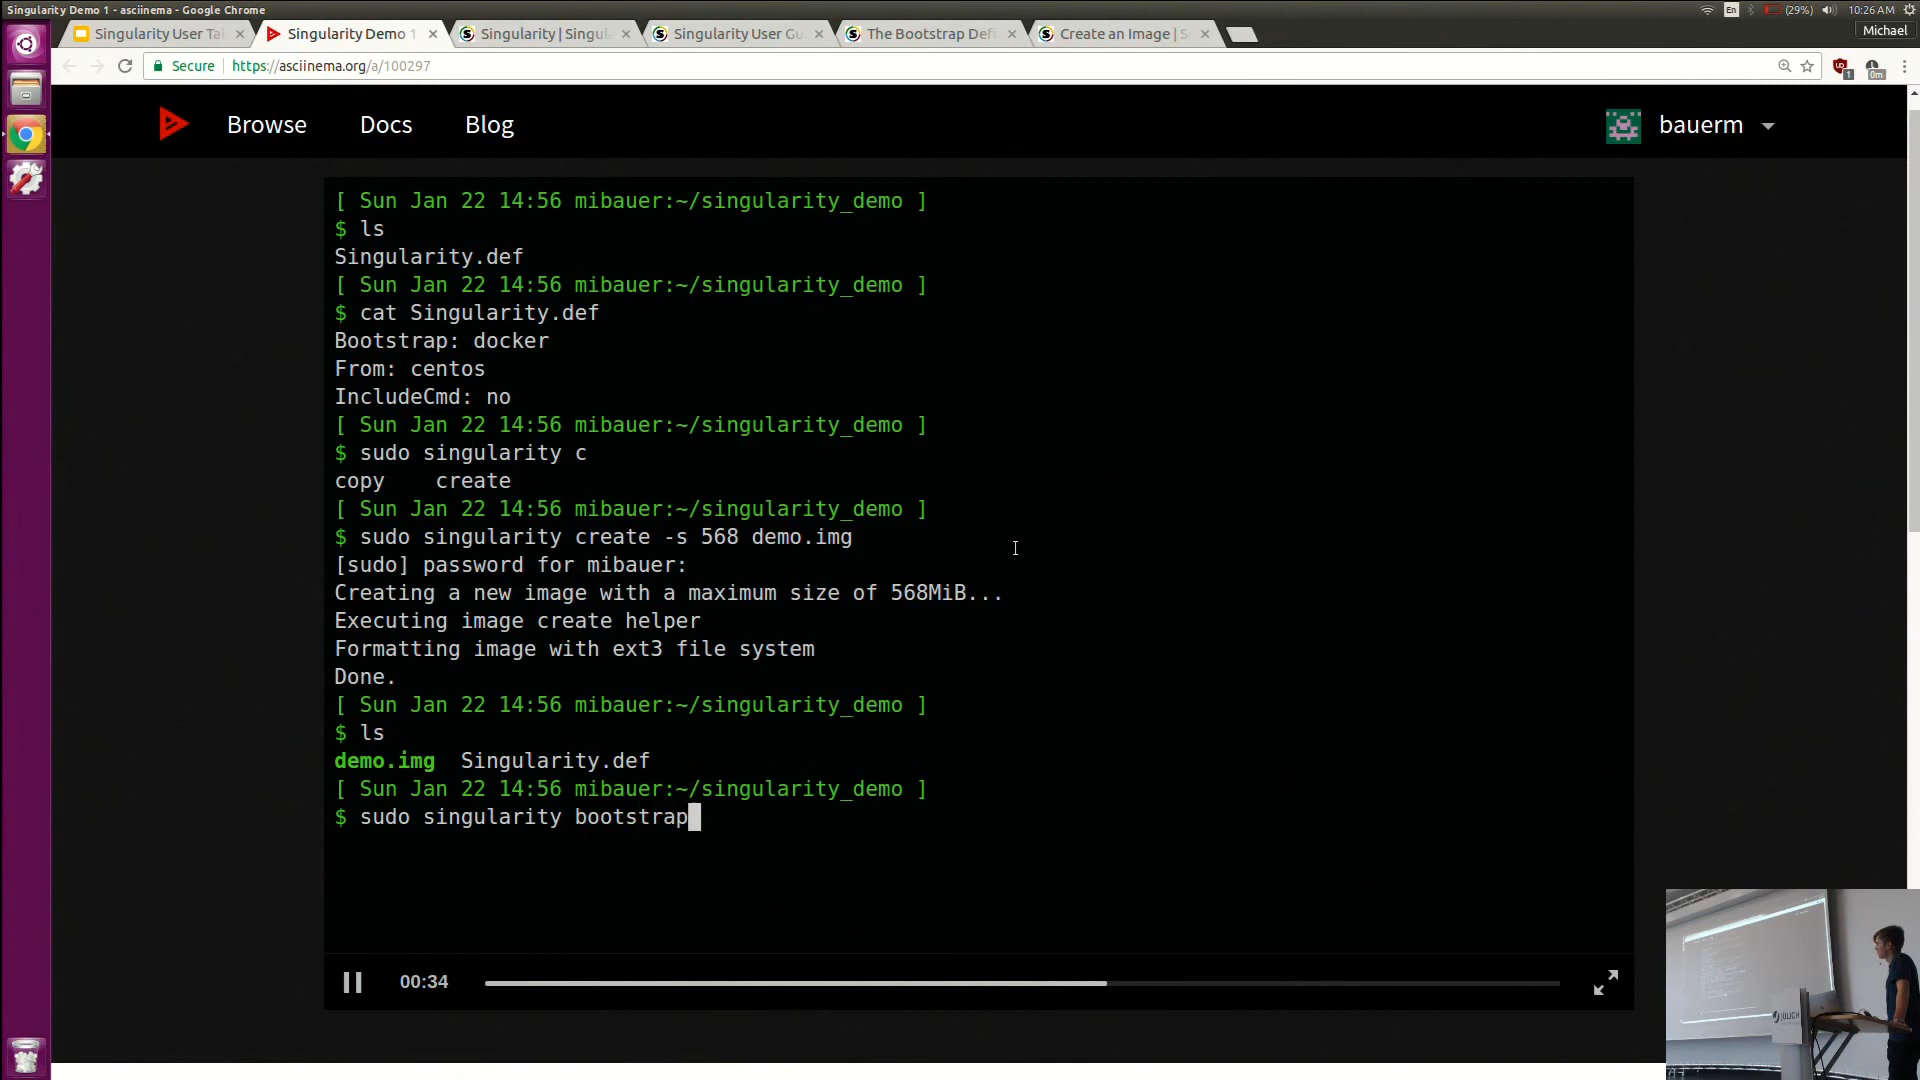 Singularity Demo 1 - asciinema - Google Chrome
En
(29%)
10:26 AM
Singularity User Tal
Singularity Demo 1
Singularity | Singul
Singularity User Gu
The Bootstrap Defi
Create an Image | S
Michael
Secure
https://asciinema.org/a/100297
1
0m
Browse
Docs
Blog
bauerm
[ Sun Jan 22 14:56 mibauer:~/singularity_demo ]
$ ls
Singularity.def
[ Sun Jan 22 14:56 mibauer:~/singularity_demo ]
$ cat Singularity.def
Bootstrap: docker
From: centos
IncludeCmd: no
[ Sun Jan 22 14:56 mibauer:~/singularity_demo ]
$ sudo singularity c
copy    create
[ Sun Jan 22 14:56 mibauer:~/singularity_demo ]
$ sudo singularity create -s 568 demo.img
[sudo] password for mibauer:
Creating a new image with a maximum size of 568MiB...
Executing image create helper
Formatting image with ext3 file system
Done.
[ Sun Jan 22 14:56 mibauer:~/singularity_demo ]
$ ls
demo.img  Singularity.def
[ Sun Jan 22 14:56 mibauer:~/singularity_demo ]
$ sudo singularity bootstrap
00:34
JÜLICH